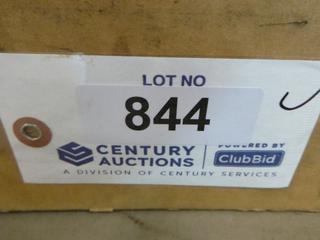 LOT NO
844
CENTURY AUCTIONS
POWERED BY
ClubBid
A DIVISION OF CENTURY SERVICES